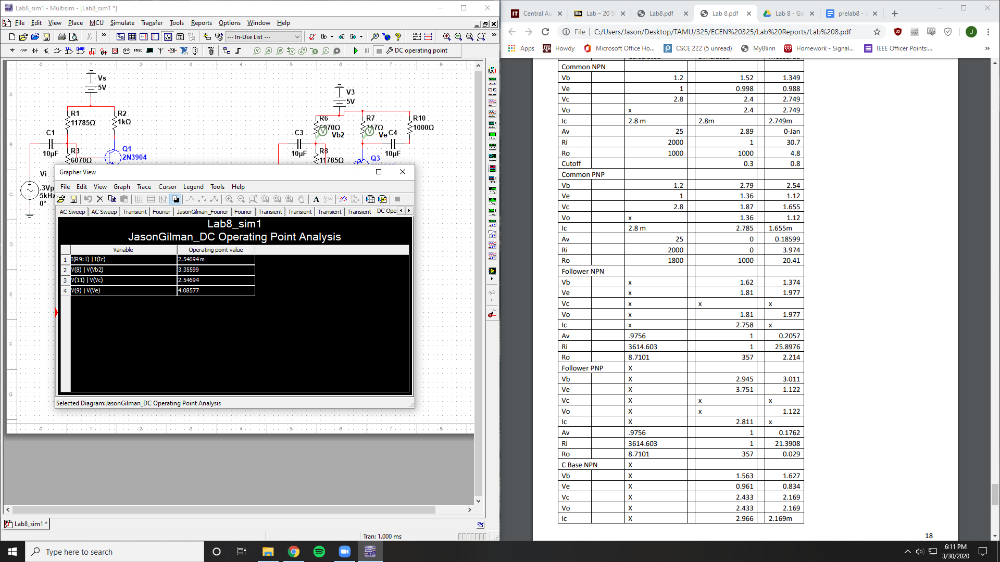 Lab8_sim1 - Multisim - [Lab8_sim1 *]
File Edit View Place MCU Simulate Transfer Tools Reports Options Window Help
--- In-Use List ---
MISC
DC operating point
0 1 2 3 4 5 6 7 8
A
B
C
D
E
F
G
Vs
5V
R1
11785Ω
R2
1kΩ
C1
10µF
R3
6070Ω
Q1
2N3904
Vi
.3Vp
5kHz
0°
V3
5V
R6
6070Ω
R7
357Ω
R10
1000Ω
Vb2
Ve
C3
10µF
C4
10µF
R8
11785Ω
Q3
Grapher View
File Edit View Graph Trace Cursor Legend Tools Help
AC Sweep AC Sweep Transient Fourier JasonGilman_Fourier Fourier Transient Transient Transient Transient DC Ope
Lab8_sim1
JasonGilman_DC Operating Point Analysis
Variable Operating point value
1 I(R9:1) | I(Ic) 2.54694 m
2 V(8) | V(Vb2) 3.35599
3 V(11) | V(Vc) 2.54694
4 V(9) | V(Ve) 4.08577
Selected Diagram:JasonGilman_DC Operating Point Analysis
0 1 2 3 4 5 6 7 8
Lab8_sim1 *
Tran: 1.000 ms
Central Au Lab – 20 S Lab8.pdf Lab 8.pdf Lab 8 - Go prelab8 - G
File C:/Users/Jason/Desktop/TAMU/325/ECEN%20325/Lab%20Reports/Lab%208.pdf
J
Apps Howdy Microsoft Office Ho... CSCE 222 (5 unread) MyBlinn Homework - Signal... IEEE Officer Points:... »
Common NPN
Vb 1.2 1.52 1.349
Ve 1 0.998 0.988
Vc 2.8 2.4 2.749
Vo x 2.4 2.749
Ic 2.8 m 2.8m 2.749m
Av 25 2.89 0-Jan
Ri 2000 1 30.7
Ro 1000 1000 4.8
Cutoff 0.3 0.8
Common PNP
Vb 1.2 2.79 2.54
Ve 1 1.36 1.12
Vc 2.8 1.87 1.655
Vo x 1.36 1.12
Ic 2.8 m 2.785 1.655m
Av 25 0 0.18599
Ri 2000 0 3.974
Ro 1800 1000 20.41
Follower NPN
Vb x 1.62 1.374
Ve x 1.81 1.977
Vc x x x
Vo x 1.81 1.977
Ic x 2.758 x
Av .9756 1 0.2057
Ri 3614.603 1 25.8976
Ro 8.7101 357 2.214
Follower PNP X
Vb X 2.945 3.011
Ve X 3.751 1.122
Vc X x x
Vo X x 1.122
Ic X 2.811 x
Av .9756 1 0.1762
Ri 3614.603 1 21.3908
Ro 8.7101 357 0.029
C Base NPN X
Vb X 1.563 1.627
Ve X 0.961 0.834
Vc X 2.433 2.169
Vo X 2.433 2.169
Ic X 2.966 2.169m
18
Type here to search
6:11 PM
3/30/2020